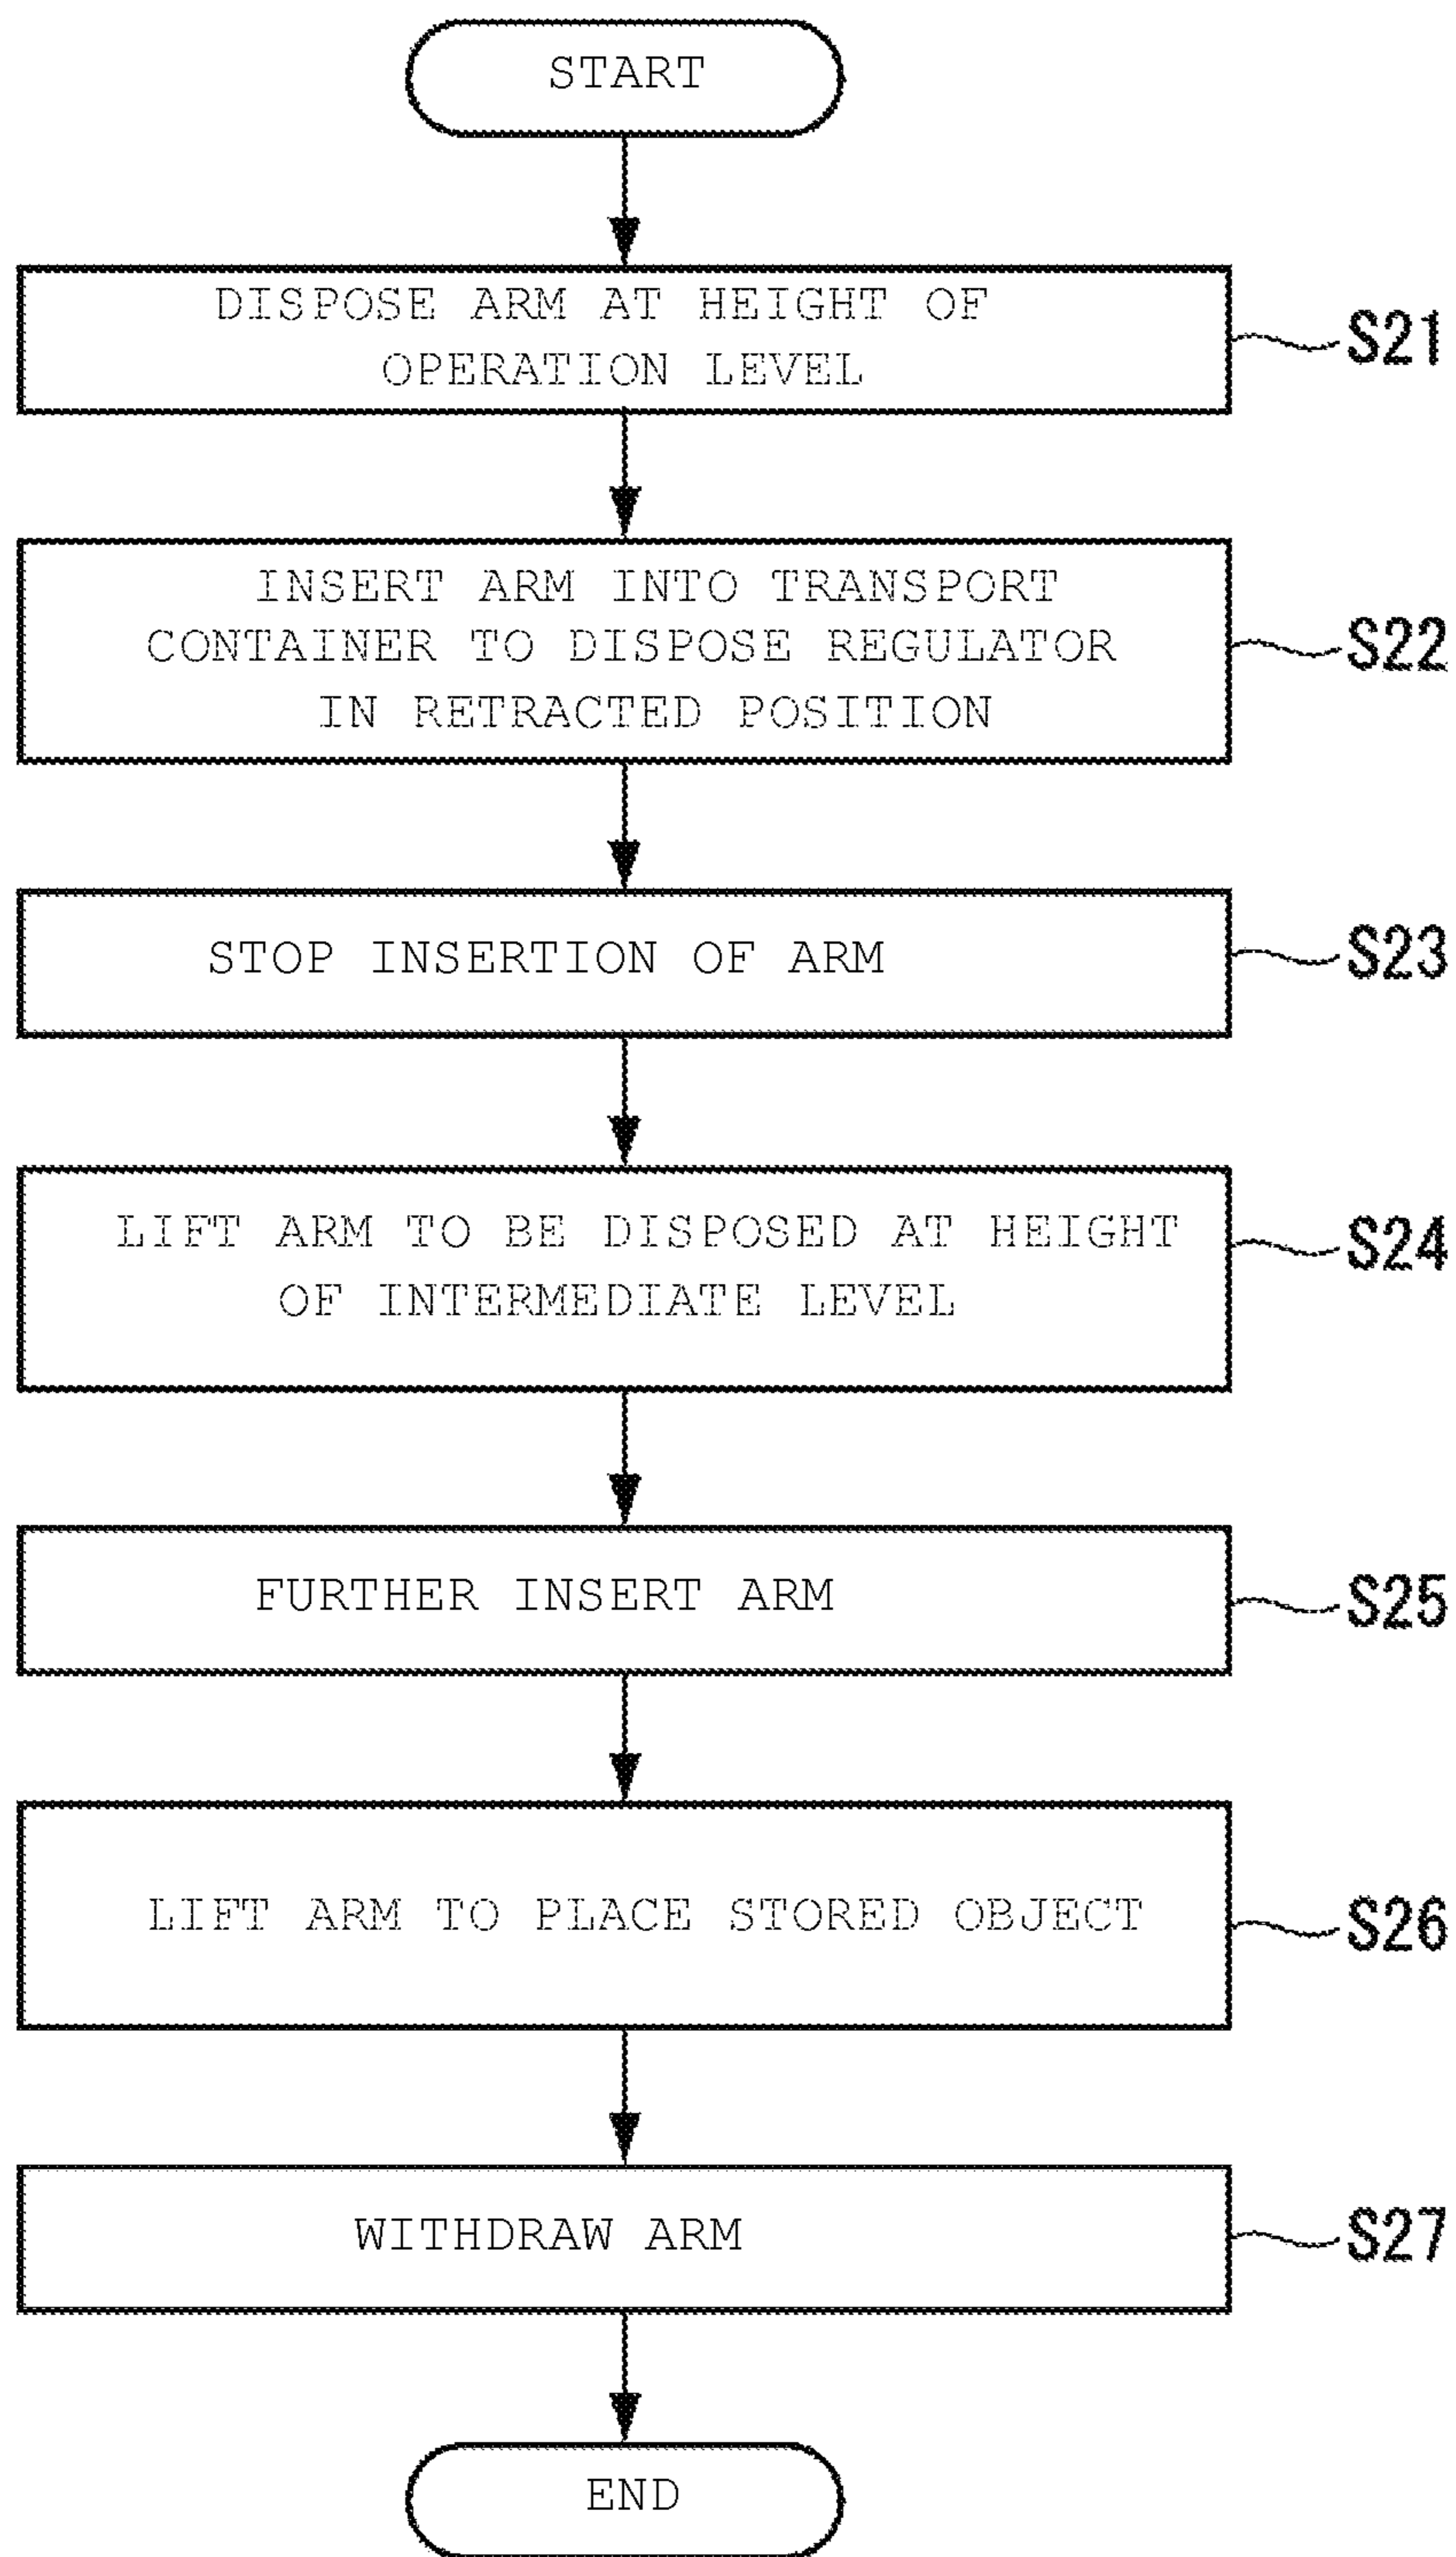 START
DISPOSE ARM AT HEIGHT OF
OPERATION LEVEL
S21
INSERT ARM INTO TRANSPORT
CONTAINER TO DISPOSE REGULATOR
IN RETRACTED POSITION
S22
STOP INSERTION OF ARM
S23
LIFT ARM TO BE DISPOSED AT HEIGHT
OF INTERMEDIATE LEVEL
S24
FURTHER INSERT ARM
S25
LIFT ARM TO PLACE STORED OBJECT
S26
WITHDRAW ARM
S27
END